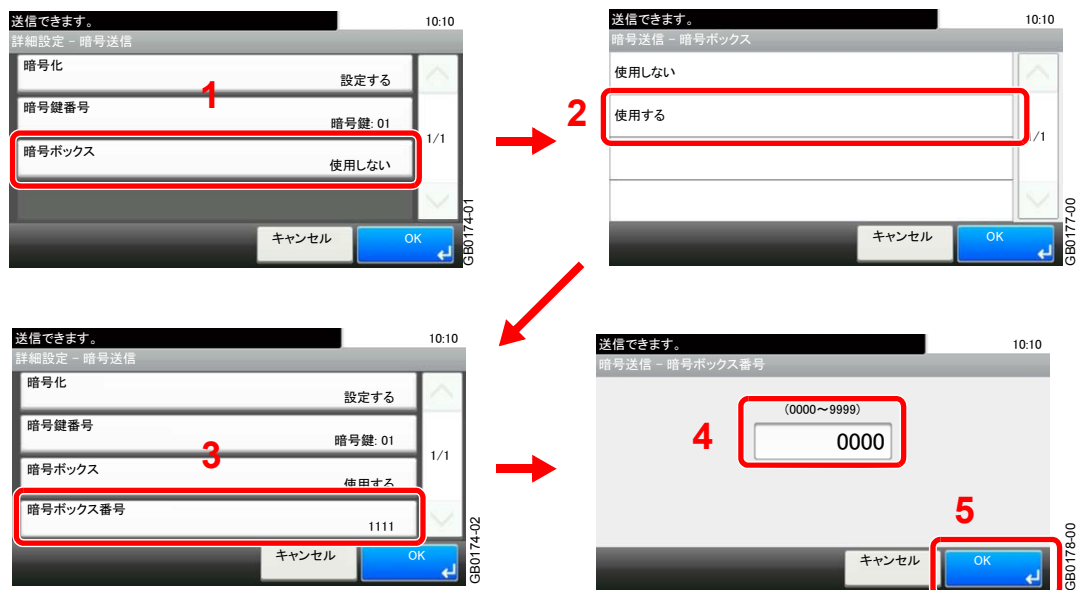 送信できます。
10:10
詳細設定 – 暗号送信
暗号化
設定する
1
暗号鍵番号
暗号鍵: 01
暗号ボックス
使用しない
1/1
キャンセル
OK
GB0174-01
送信できます。
10:10
暗号送信 – 暗号ボックス
使用しない
2
使用する
1/1
キャンセル
OK
GB0177-00
送信できます。
10:10
詳細設定 – 暗号送信
暗号化
設定する
暗号鍵番号
暗号鍵: 01
3
暗号ボックス
使用する
1/1
暗号ボックス番号
1111
キャンセル
OK
GB0174-02
送信できます。
10:10
暗号送信 – 暗号ボックス番号
(0000～9999)
4
0000
5
キャンセル
OK
GB0178-00